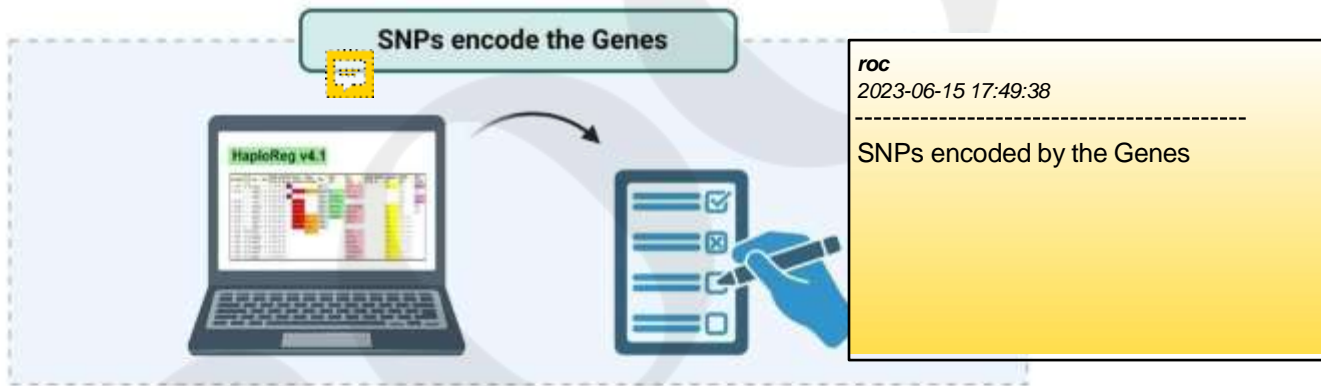 SNPs encode the Genes
roc
2023-06-15 17:49:38
-------------------------------------------
SNPs encoded by the Genes
HaploReg v4.1